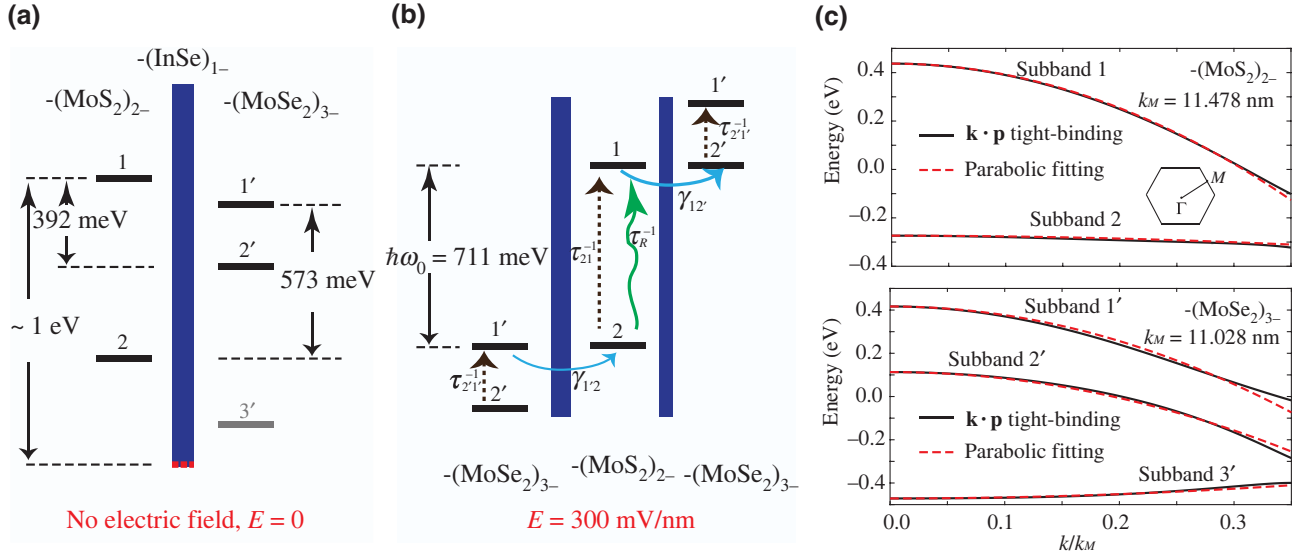 (a)
-(InSe)₁₋
-(MoS₂)₂₋
-(MoSe₂)₃₋
1
1′
392 meV
2′
573 meV
~ 1 eV
2
3′
No electric field, E = 0
(b)
1′
τ₂′₁′⁻¹
1
2′
γ₁₂′
ħω₀ = 711 meV
τ₂₁⁻¹
τ_R⁻¹
1′
2
τ₂′₁′⁻¹
γ₁′₂
2′
-(MoSe₂)₃₋
-(MoS₂)₂₋
-(MoSe₂)₃₋
E = 300 mV/nm
(c)
Energy (eV)
0.4
0.2
0.0
−0.2
−0.4
Subband 1
-(MoS₂)₂₋
k_M = 11.478 nm
k · p tight-binding
Parabolic fitting
M
Γ
Subband 2
Energy (eV)
0.4
0.2
0.0
−0.2
−0.4
Subband 1′
-(MoSe₂)₃₋
k_M = 11.028 nm
Subband 2′
k · p tight-binding
Parabolic fitting
Subband 3′
0.0
0.1
0.2
0.3
k/k_M